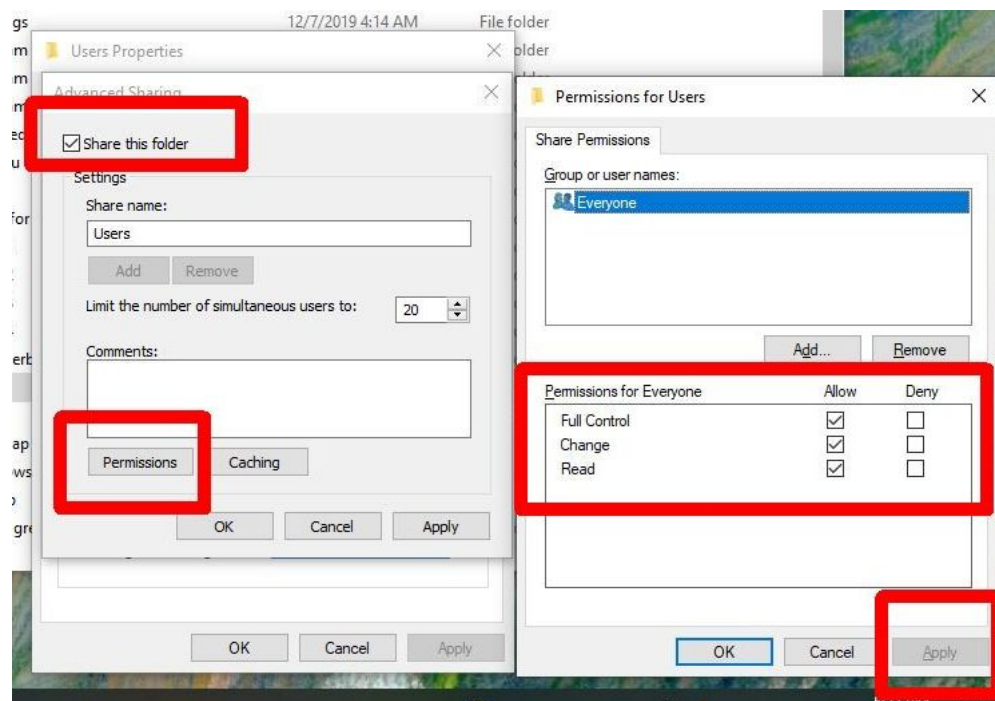 gs 12/7/2019 4:14 AM File folder
Users Properties
Advanced Sharing
Share this folder
Settings
Share name:
Users
Add Remove
Limit the number of simultaneous users to: 20
Comments:
Permissions Caching
OK Cancel Apply
OK Cancel Apply
Permissions for Users
Share Permissions
Group or user names:
Everyone
Add... Remove
Permissions for Everyone Allow Deny
Full Control
Change
Read
OK Cancel Apply